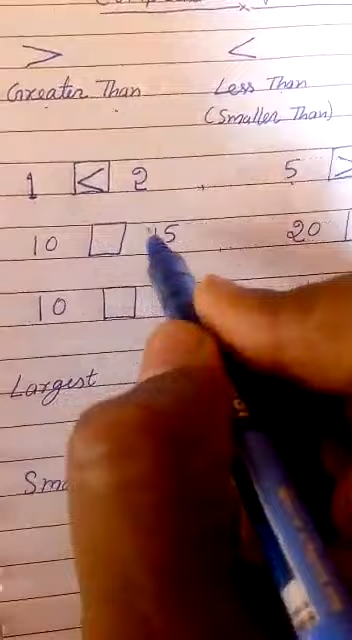 > <
Greater Than Less Than
(Smaller Than)
1 < 2 5 >
10 15 20
10
Largest